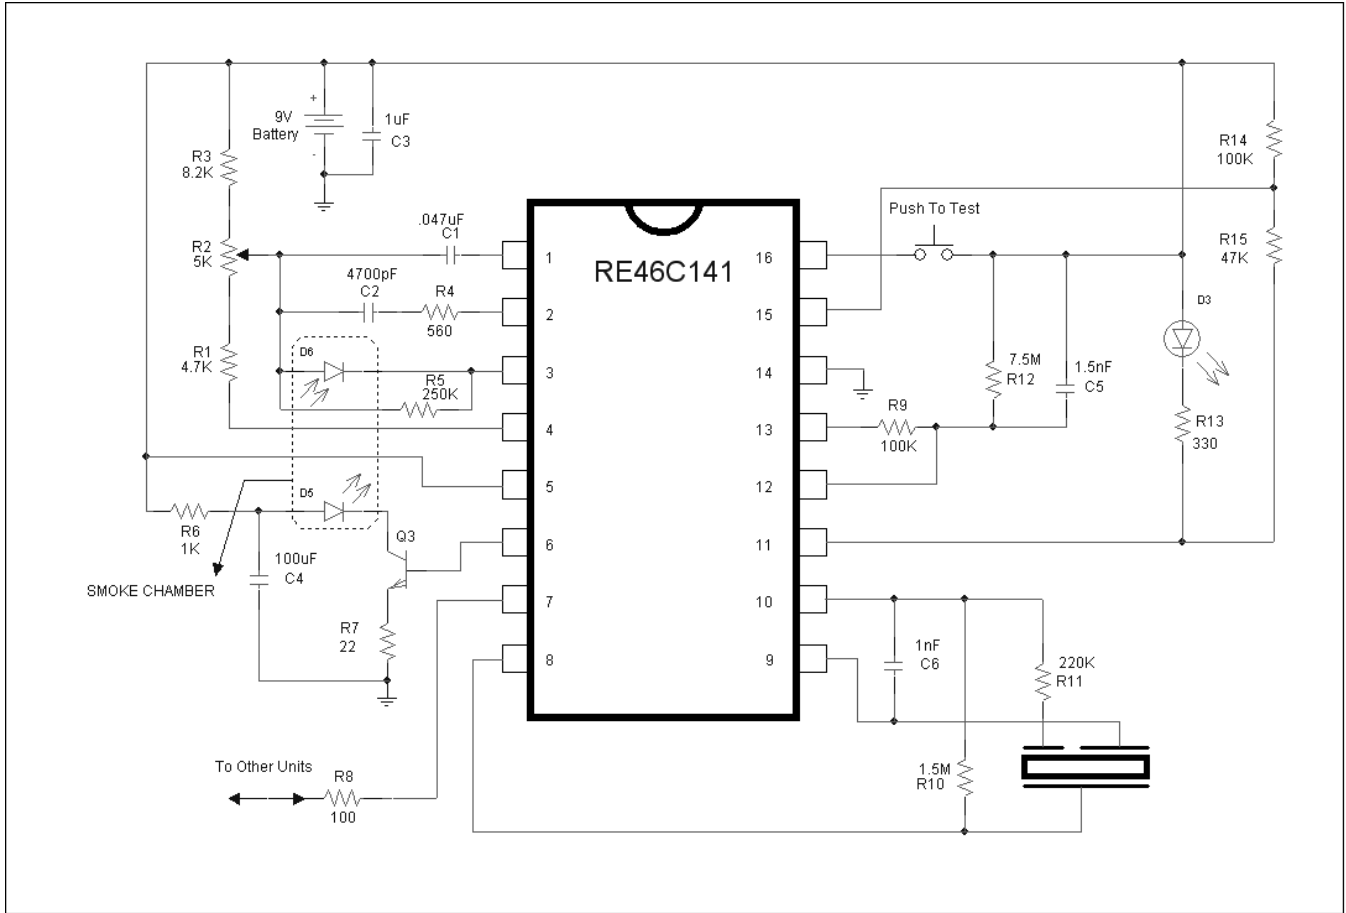 +
9V
Battery
-
1uF
C3
R3
8.2K
R14
100K
Push To Test
.047uF
C1
R2
5K
RE46C141
R15
47K
4700pF
C2
R4
560
D3
D6
R1
4.7K
R5
250K
7.5M
R12
1.5nF
C5
R9
100K
R13
330
D5
R6
1K
100uF
C4
Q3
SMOKE CHAMBER
R7
22
1
2
3
4
5
6
7
8
16
15
14
13
12
11
10
9
1nF
C6
220K
R11
1.5M
R10
To Other Units
R8
100